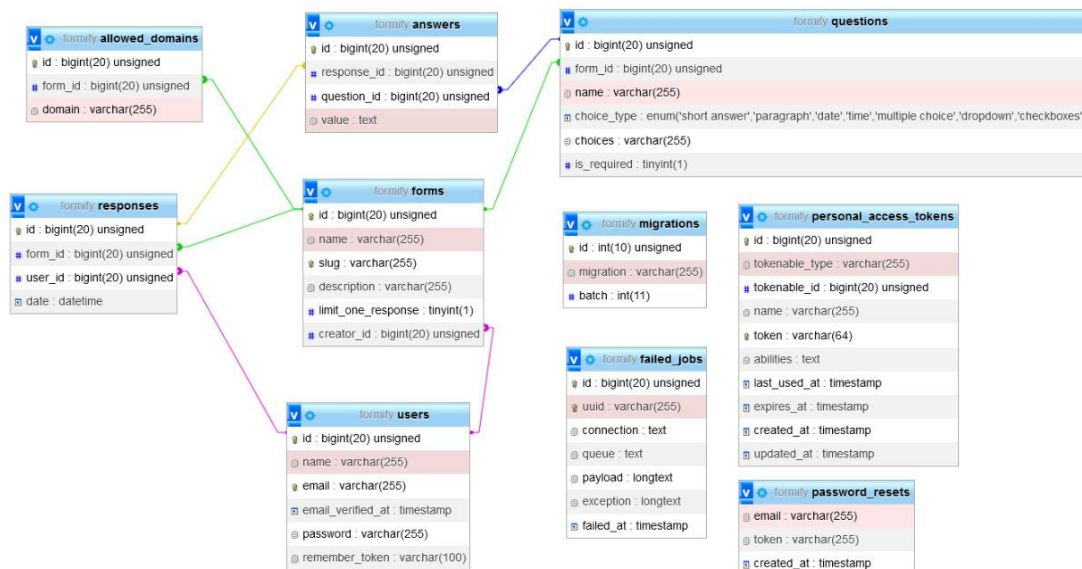 formify allowed_domains
id : bigint(20) unsigned
form_id : bigint(20) unsigned
domain : varchar(255)
formify answers
id : bigint(20) unsigned
response_id : bigint(20) unsigned
question_id : bigint(20) unsigned
value : text
formify questions
id : bigint(20) unsigned
form_id : bigint(20) unsigned
name : varchar(255)
choice_type : enum('short answer','paragraph','date','time','multiple choice','dropdown','checkboxes'
choices : varchar(255)
is_required : tinyint(1)
formify responses
id : bigint(20) unsigned
form_id : bigint(20) unsigned
user_id : bigint(20) unsigned
date : datetime
formify forms
id : bigint(20) unsigned
name : varchar(255)
slug : varchar(255)
description : varchar(255)
limit_one_response : tinyint(1)
creator_id : bigint(20) unsigned
formify migrations
id : int(10) unsigned
migration : varchar(255)
batch : int(11)
formify personal_access_tokens
id : bigint(20) unsigned
tokenable_type : varchar(255)
tokenable_id : bigint(20) unsigned
name : varchar(255)
token : varchar(64)
abilities : text
last_used_at : timestamp
expires_at : timestamp
created_at : timestamp
updated_at : timestamp
formify users
id : bigint(20) unsigned
name : varchar(255)
email : varchar(255)
email_verified_at : timestamp
password : varchar(255)
remember_token : varchar(100)
formify failed_jobs
id : bigint(20) unsigned
uuid : varchar(255)
connection : text
queue : text
payload : longtext
exception : longtext
failed_at : timestamp
formify password_resets
email : varchar(255)
token : varchar(255)
created_at : timestamp